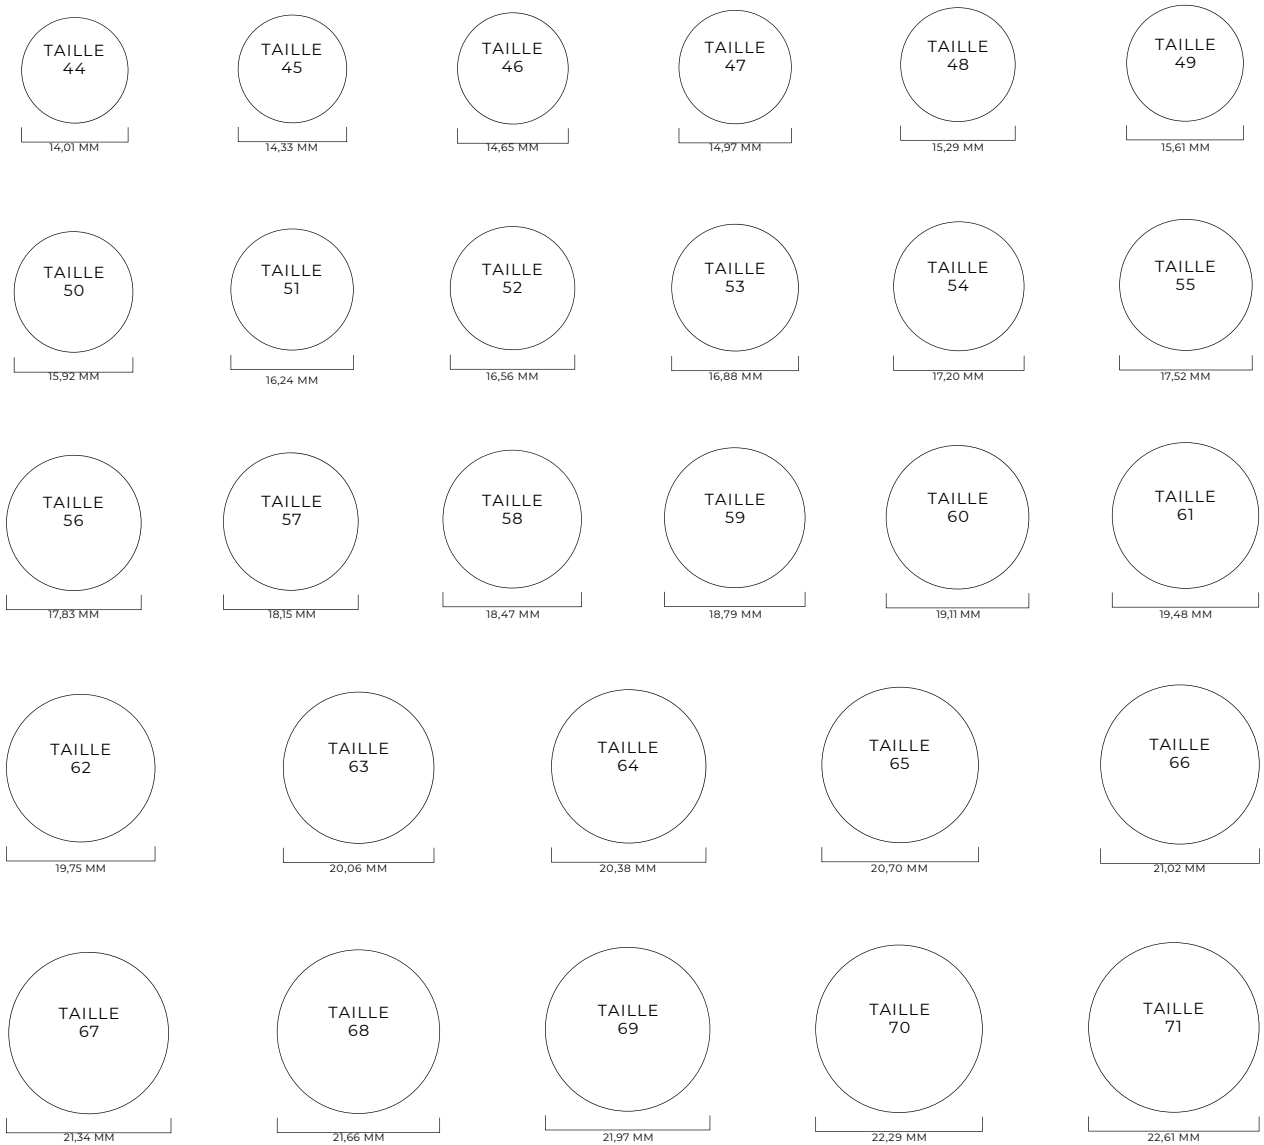 TAILLE
44
14,01 MM
TAILLE
45
14,33 MM
TAILLE
46
14,65 MM
TAILLE
47
14,97 MM
TAILLE
48
15,29 MM
TAILLE
49
15,61 MM
TAILLE
50
15,92 MM
TAILLE
51
16,24 MM
TAILLE
52
16,56 MM
TAILLE
53
16,88 MM
TAILLE
54
17,20 MM
TAILLE
55
17,52 MM
TAILLE
56
17,83 MM
TAILLE
57
18,15 MM
TAILLE
58
18,47 MM
TAILLE
59
18,79 MM
TAILLE
60
19,11 MM
TAILLE
61
19,48 MM
TAILLE
62
19,75 MM
TAILLE
63
20,06 MM
TAILLE
64
20,38 MM
TAILLE
65
20,70 MM
TAILLE
66
21,02 MM
TAILLE
67
21,34 MM
TAILLE
68
21,66 MM
TAILLE
69
21,97 MM
TAILLE
70
22,29 MM
TAILLE
71
22,61 MM